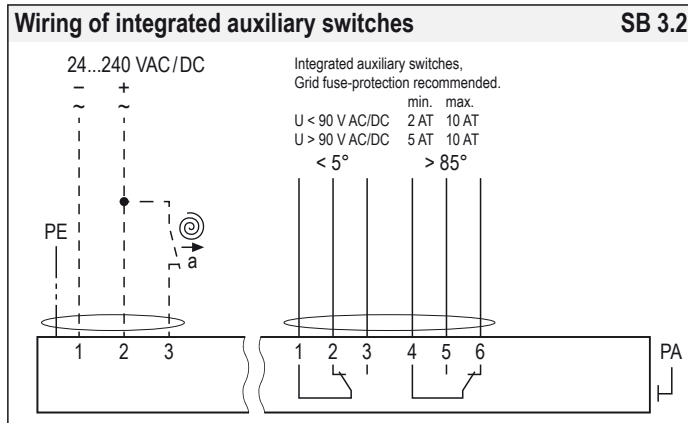 Wiring of integrated auxiliary switches SB 3.2
24...240 VAC/DC
– +
~ ~
Integrated auxiliary switches,
Grid fuse-protection recommended.
min. max.
U < 90 V AC/DC 2 AT 10 AT
U > 90 V AC/DC 5 AT 10 AT
< 5° > 85°
PE
a
1 2 3 1 2 3 4 5 6 PA